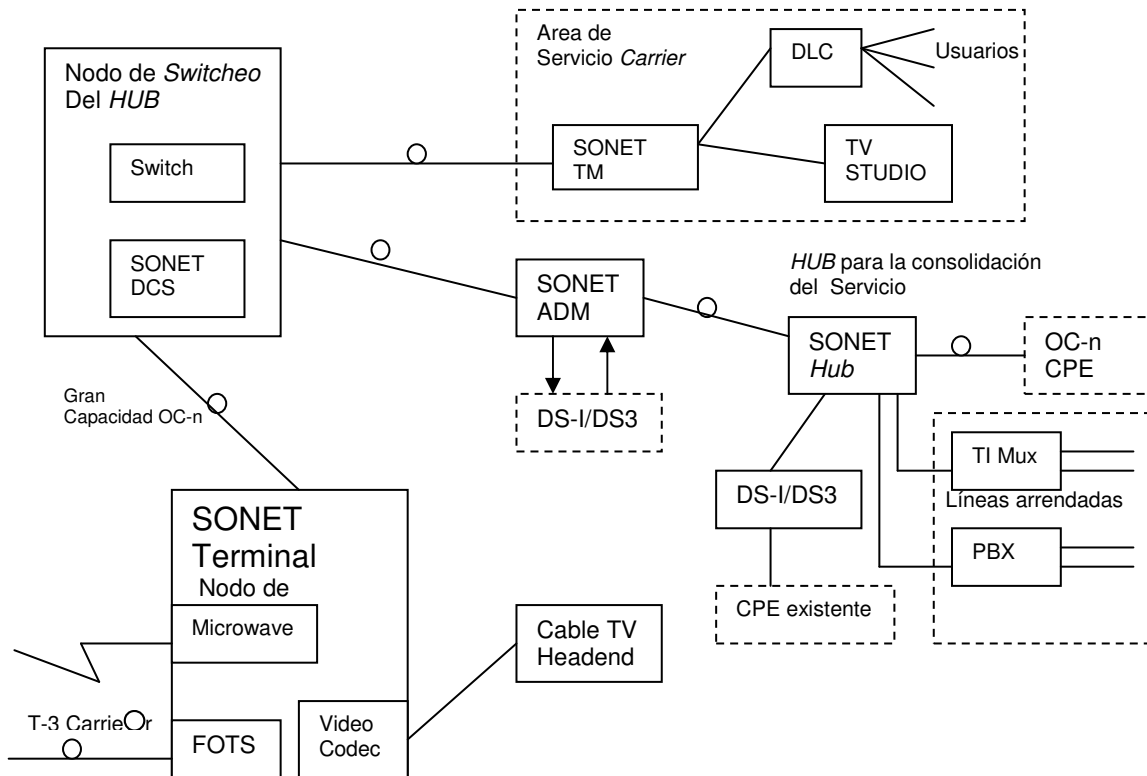 Nodo de Switcheo
Del HUB
Switch
SONET
DCS
Area de
Servicio Carrier
DLC
Usuarios
SONET
TM
TV
STUDIO
SONET
ADM
DS-I/DS3
HUB para la consolidación
del Servicio
SONET
Hub
OC-n
CPE
TI Mux
Líneas arrendadas
PBX
DS-I/DS3
CPE existente
Gran
Capacidad OC-n
SONET
Terminal
Nodo de
Microwave
Cable TV
Headend
T-3 Carrier
FOTS
Video
Codec